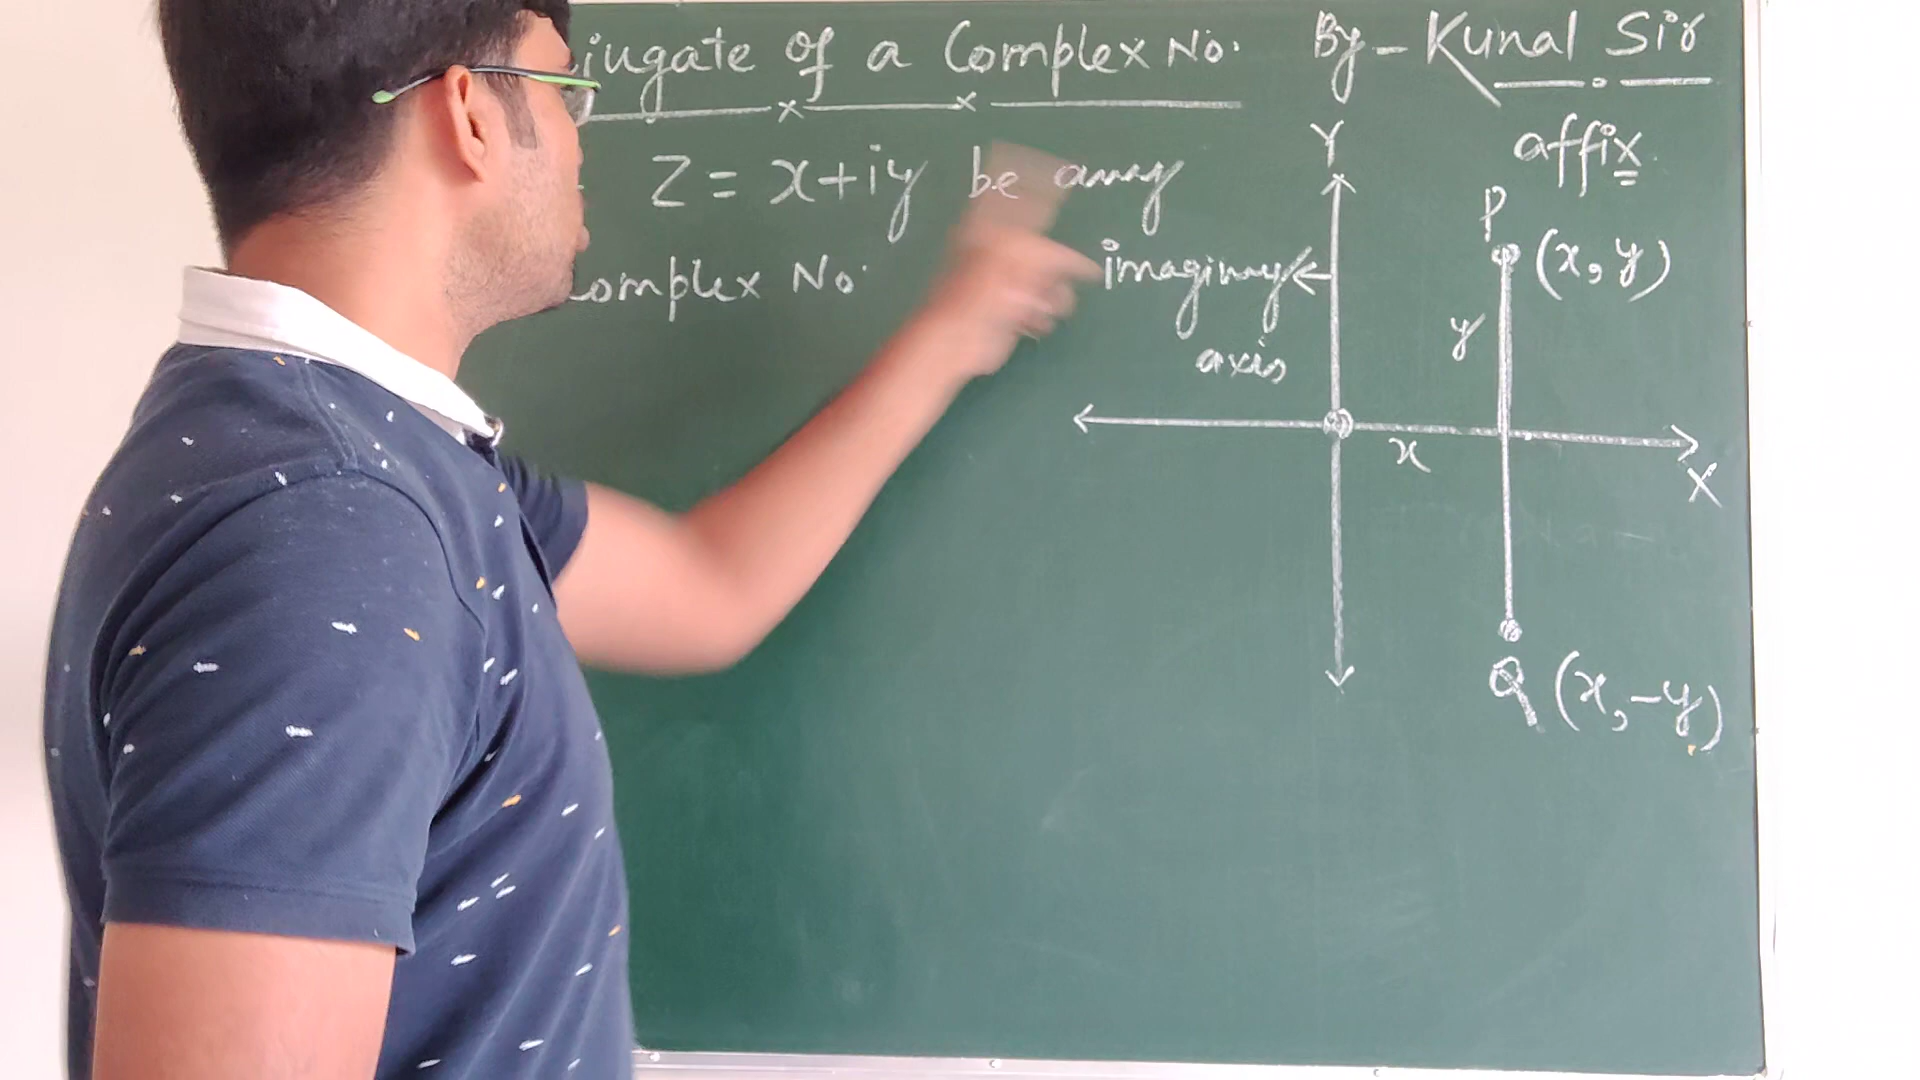 jugate of a Complex No.
By - Kunal Sir
Z = x+iy be any
complex No.
affix
Y
P
(x, y)
imaginary
y
axis
x
X
Q (x, -y)